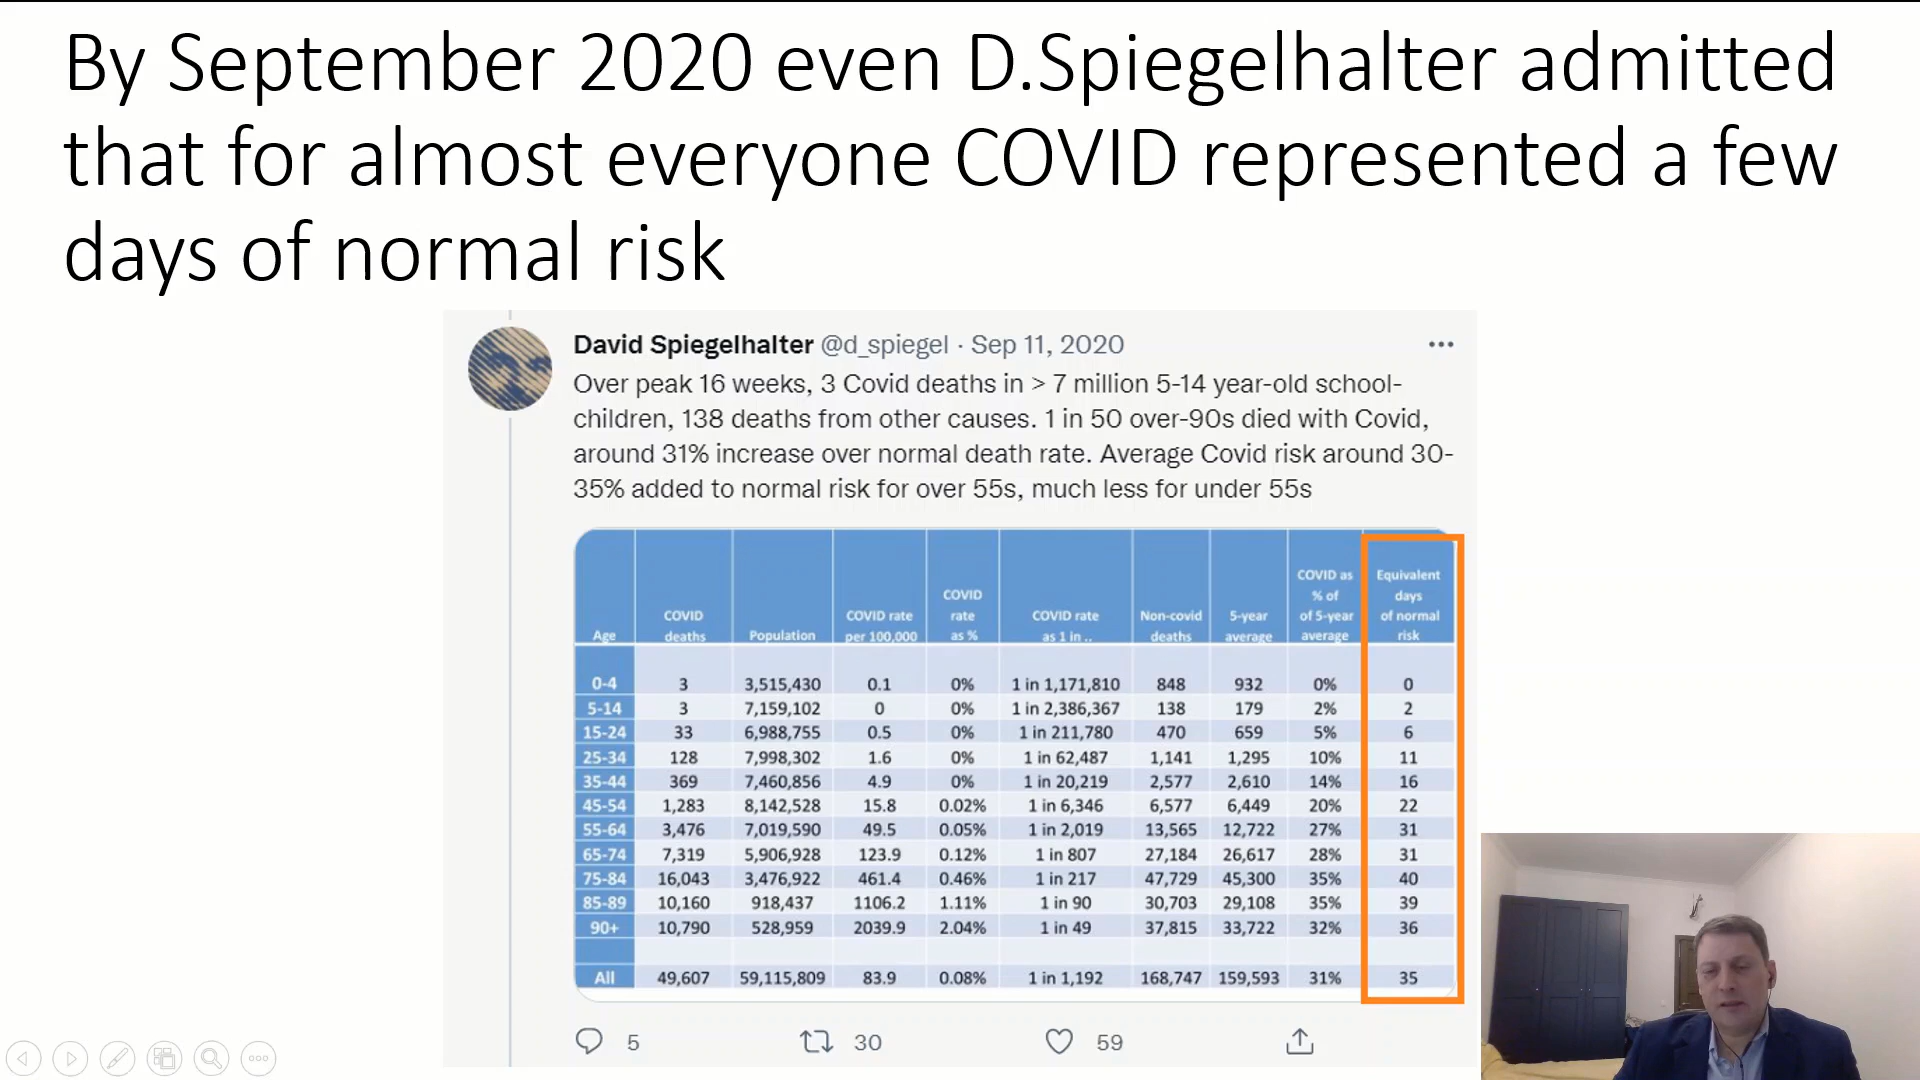 By September 2020 even D.Spiegelhalter admitted
that for almost everyone COVID represented a few
days of normal risk
David Spiegelhalter @d_spiegel · Sep 11, 2020
Over peak 16 weeks, 3 Covid deaths in > 7 million 5-14 year-old school-
children, 138 deaths from other causes. 1 in 50 over-90s died with Covid,
around 31% increase over normal death rate. Average Covid risk around 30-
35% added to normal risk for over 55s, much less for under 55s
Age COVID deaths Population COVID rate per 100,000 COVID rate as % COVID rate as 1 in .. Non-covid deaths 5-year average COVID as % of of 5-year average Equivalent days of normal risk
0-4 3 3,515,430 0.1 0% 1 in 1,171,810 848 932 0% 0
5-14 3 7,159,102 0 0% 1 in 2,386,367 138 179 2% 2
15-24 33 6,988,755 0.5 0% 1 in 211,780 470 659 5% 6
25-34 128 7,998,302 1.6 0% 1 in 62,487 1,141 1,295 10% 11
35-44 369 7,460,856 4.9 0% 1 in 20,219 2,577 2,610 14% 16
45-54 1,283 8,142,528 15.8 0.02% 1 in 6,346 6,577 6,449 20% 22
55-64 3,476 7,019,590 49.5 0.05% 1 in 2,019 13,565 12,722 27% 31
65-74 7,319 5,906,928 123.9 0.12% 1 in 807 27,184 26,617 28% 31
75-84 16,043 3,476,922 461.4 0.46% 1 in 217 47,729 45,300 35% 40
85-89 10,160 918,437 1106.2 1.11% 1 in 90 30,703 29,108 35% 39
90+ 10,790 528,959 2039.9 2.04% 1 in 49 37,815 33,722 32% 36
All 49,607 59,115,809 83.9 0.08% 1 in 1,192 168,747 159,593 31% 35
5 30 59